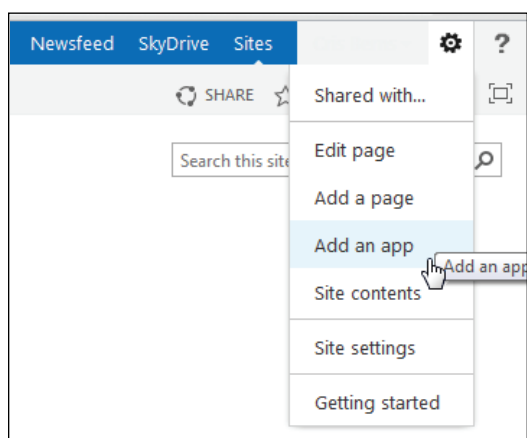 Newsfeed SkyDrive Sites ?
SHARE
Shared with...
Edit page
Search this site
Add a page
Add an app
Add an app
Site contents
Site settings
Getting started